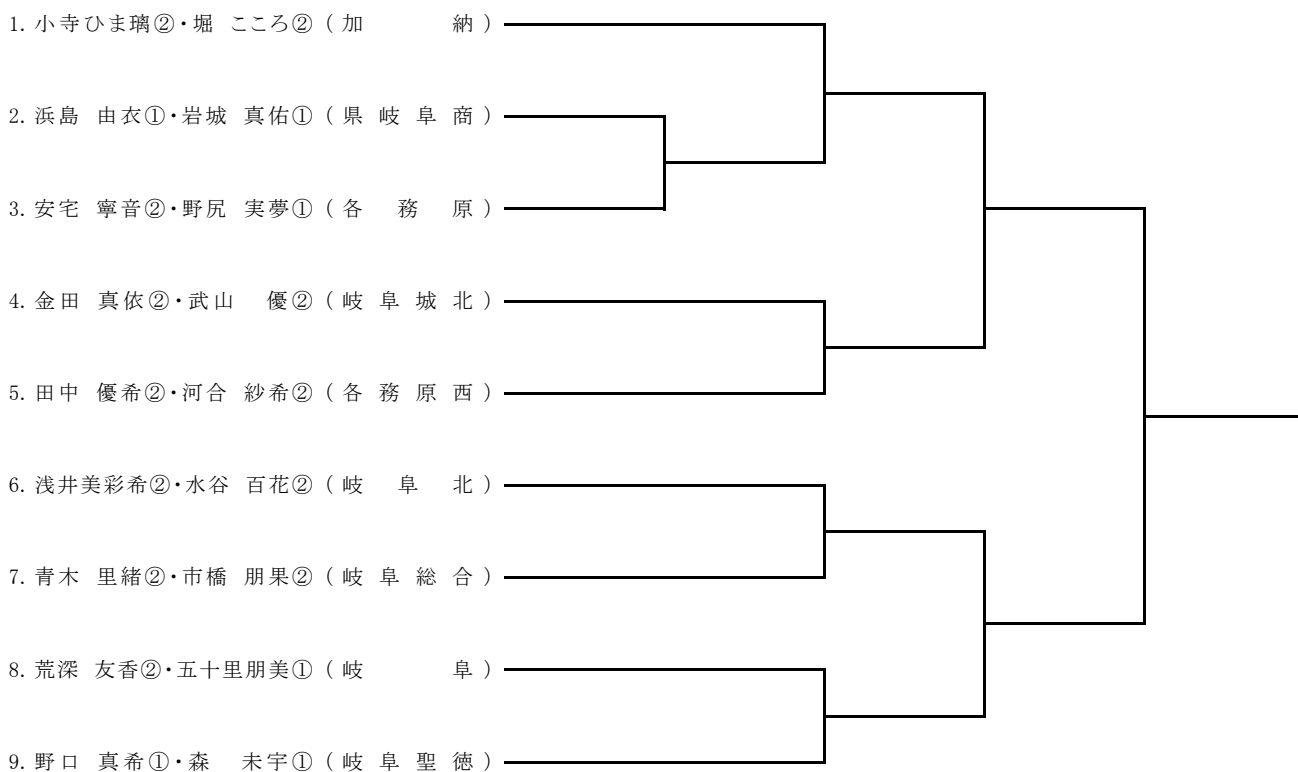 1. 小寺ひま璃②・堀 こころ② ( 加 納 )
2. 浜島 由衣①・岩城 真佑① ( 県 岐 阜 商 )
3. 安宅 寧音②・野尻 実夢① ( 各 務 原 )
4. 金田 真依②・武山 優② ( 岐 阜 城 北 )
5. 田中 優希②・河合 紗希② ( 各 務 原 西 )
6. 浅井美彩希②・水谷 百花② ( 岐 阜 北 )
7. 青木 里緒②・市橋 朋果② ( 岐 阜 総 合 )
8. 荒深 友香②・五十里朋美① ( 岐 阜 )
9. 野口 真希①・森 未宇① ( 岐 阜 聖 徳 )